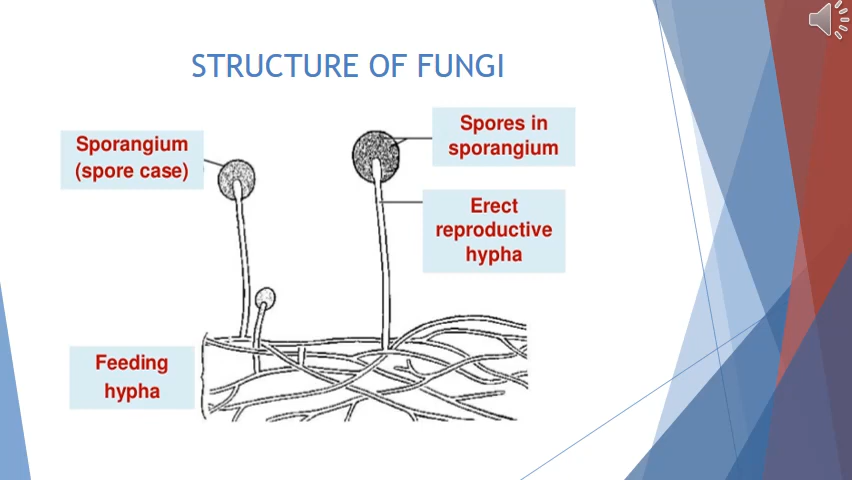 STRUCTURE OF FUNGI
Sporangium
(spore case)
Spores in
sporangium
Erect
reproductive
hypha
Feeding
hypha